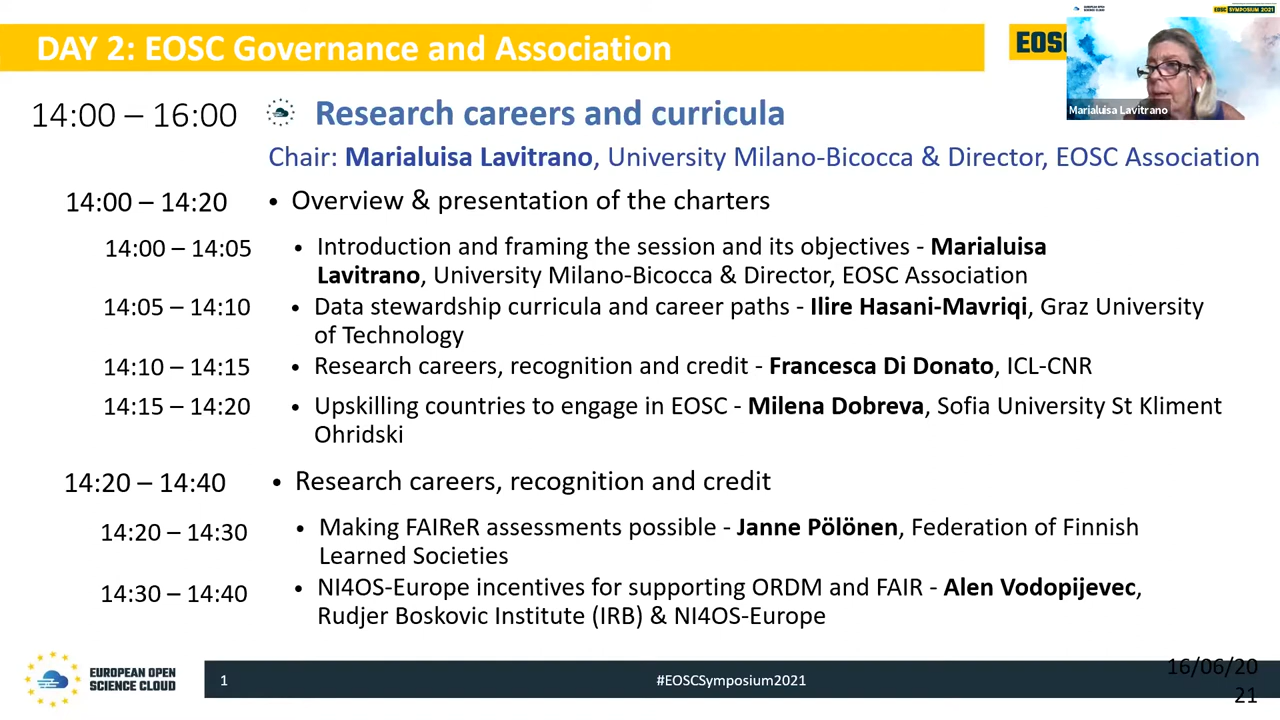 DAY 2: EOSC Governance and Association
EOSC
SYMPOSIUM 2021
Marialuisa Lavitrano
14:00 – 16:00 Research careers and curricula
Chair: Marialuisa Lavitrano, University Milano-Bicocca & Director, EOSC Association
14:00 – 14:20 • Overview & presentation of the charters
14:00 – 14:05 • Introduction and framing the session and its objectives - Marialuisa
Lavitrano, University Milano-Bicocca & Director, EOSC Association
14:05 – 14:10 • Data stewardship curricula and career paths - Ilire Hasani-Mavriqi, Graz University
of Technology
14:10 – 14:15 • Research careers, recognition and credit - Francesca Di Donato, ICL-CNR
14:15 – 14:20 • Upskilling countries to engage in EOSC - Milena Dobreva, Sofia University St Kliment
Ohridski
14:20 – 14:40 • Research careers, recognition and credit
14:20 – 14:30 • Making FAIReR assessments possible - Janne Pölönen, Federation of Finnish
Learned Societies
14:30 – 14:40 • NI4OS-Europe incentives for supporting ORDM and FAIR - Alen Vodopijevec,
Rudjer Boskovic Institute (IRB) & NI4OS-Europe
EUROPEAN OPEN
SCIENCE CLOUD
1
#EOSCSymposium2021
16/06/20
21